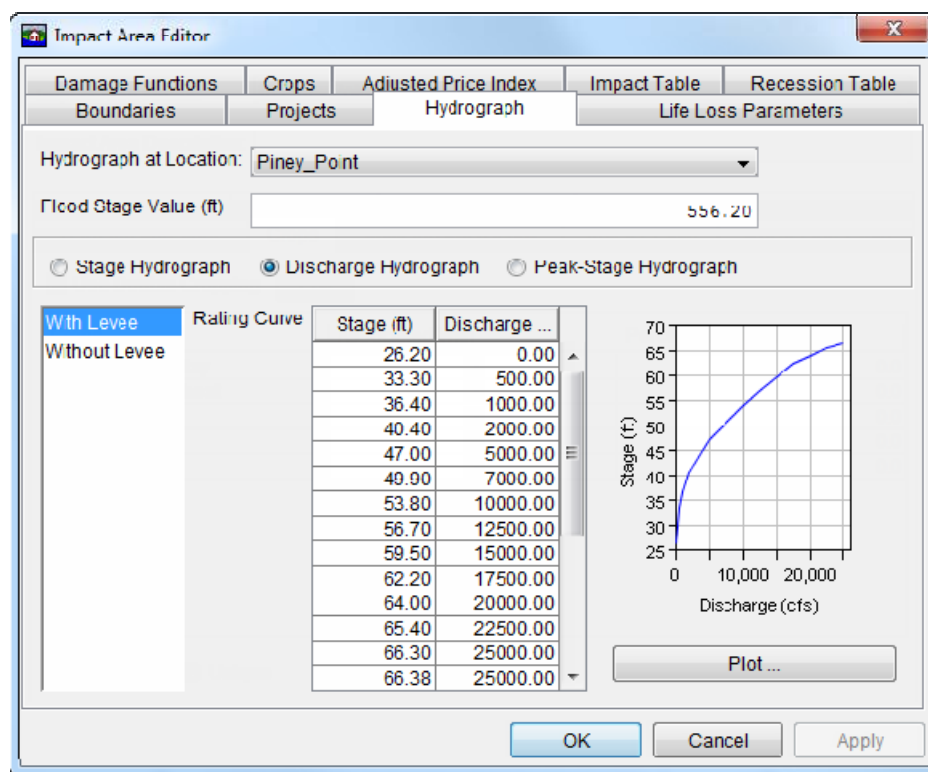 Impact Area Editor
Damage Functions Crops Adjusted Price Index Impact Table Recession Table
Boundaries Projects Hydrograph Life Loss Parameters
Hydrograph at Location: Piney_Point
Flood Stage Value (ft) 556.20
Stage Hydrograph Discharge Hydrograph Peak-Stage Hydrograph
With Levee
Without Levee
Rating Curve
Stage (ft) Discharge ...
26.20 0.00
33.30 500.00
36.40 1000.00
40.40 2000.00
47.00 5000.00
49.90 7000.00
53.80 10000.00
56.70 12500.00
59.50 15000.00
62.20 17500.00
64.00 20000.00
65.40 22500.00
66.30 25000.00
66.38 25000.00
70
65
60
55
50
45
40
35
30
25
Stage (ft)
0 10,000 20,000
Discharge (cfs)
Plot ...
OK Cancel Apply